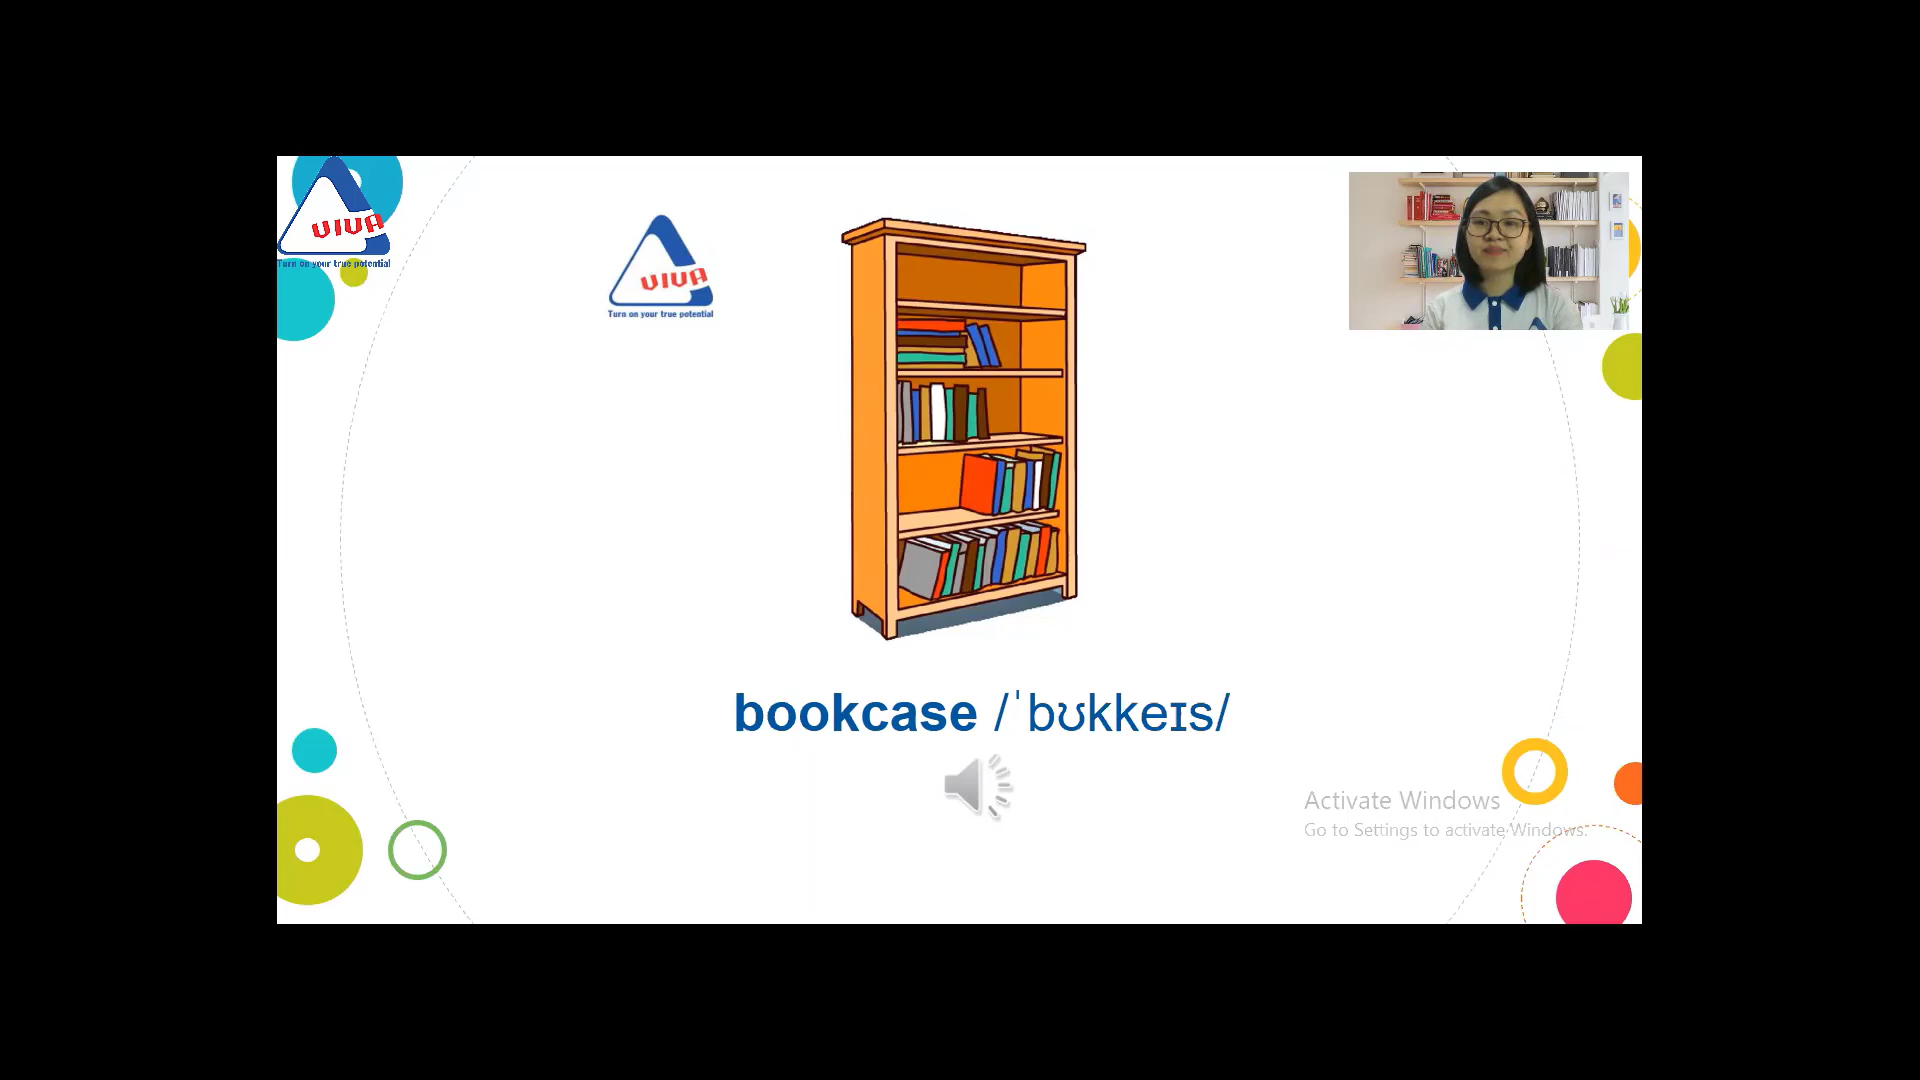 VIVA
Turn on your true potential
VIVA
Turn on your true potential
bookcase /ˈbʊkkeɪs/
Activate Windows
Go to Settings to activate Windows.